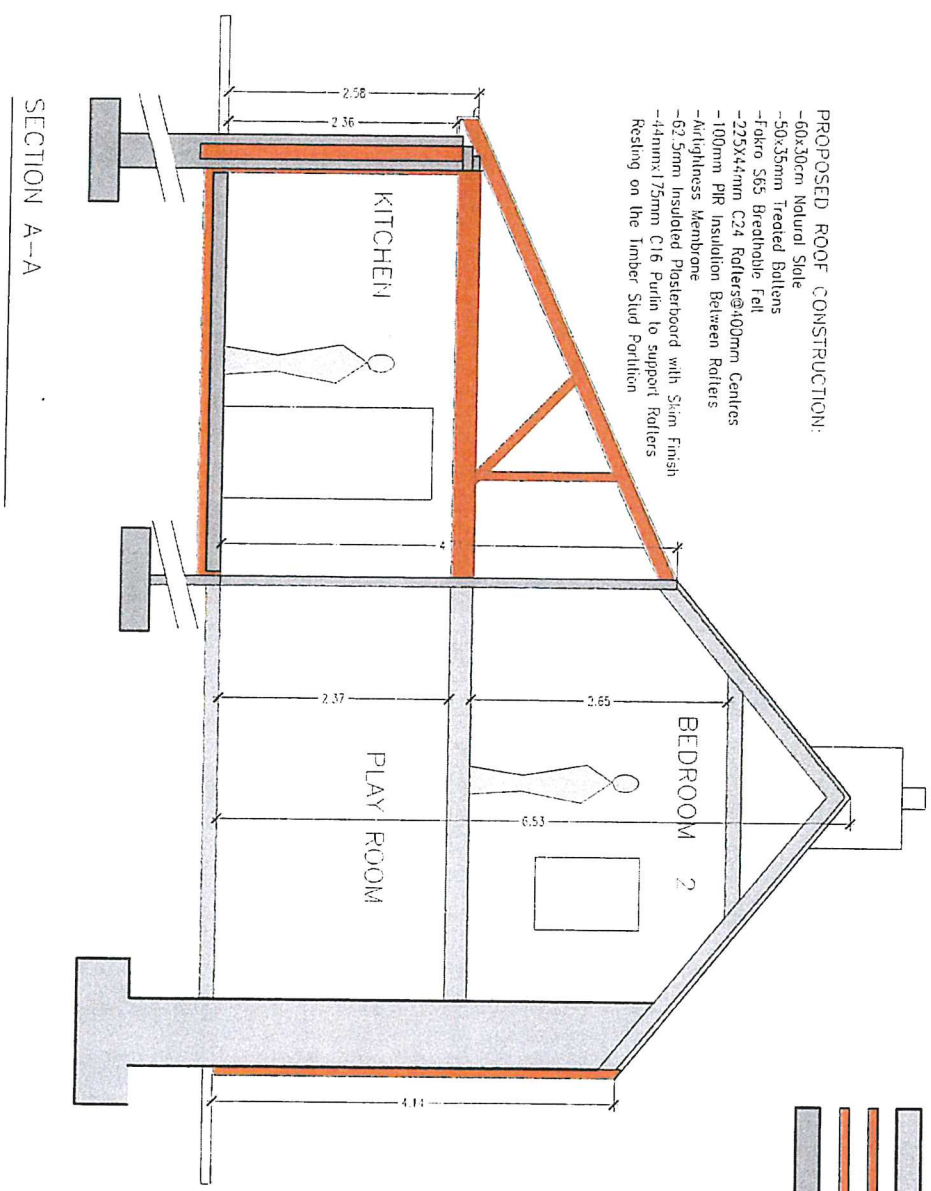 PROPOSED ROOF CONSTRUCTION:
-60x30cm Natural Slate
-50x35mm Treated Battens
-Fakro S65 Breathable Felt
-225X44mm C24 Rafters@400mm Centres
-100mm PIR Insulation Between Rafters
-Airtightness Membrane
-62.5mm Insulated Plasterboard with Skim Finish
-44mmx175mm C16 Purlin to support Rafters
Resting on the Timber Stud Partition
2.58
2.36
KITCHEN
4
BEDROOM 2
2.65
2.37
6.53
PLAY ROOM
4.14
SECTION A-A